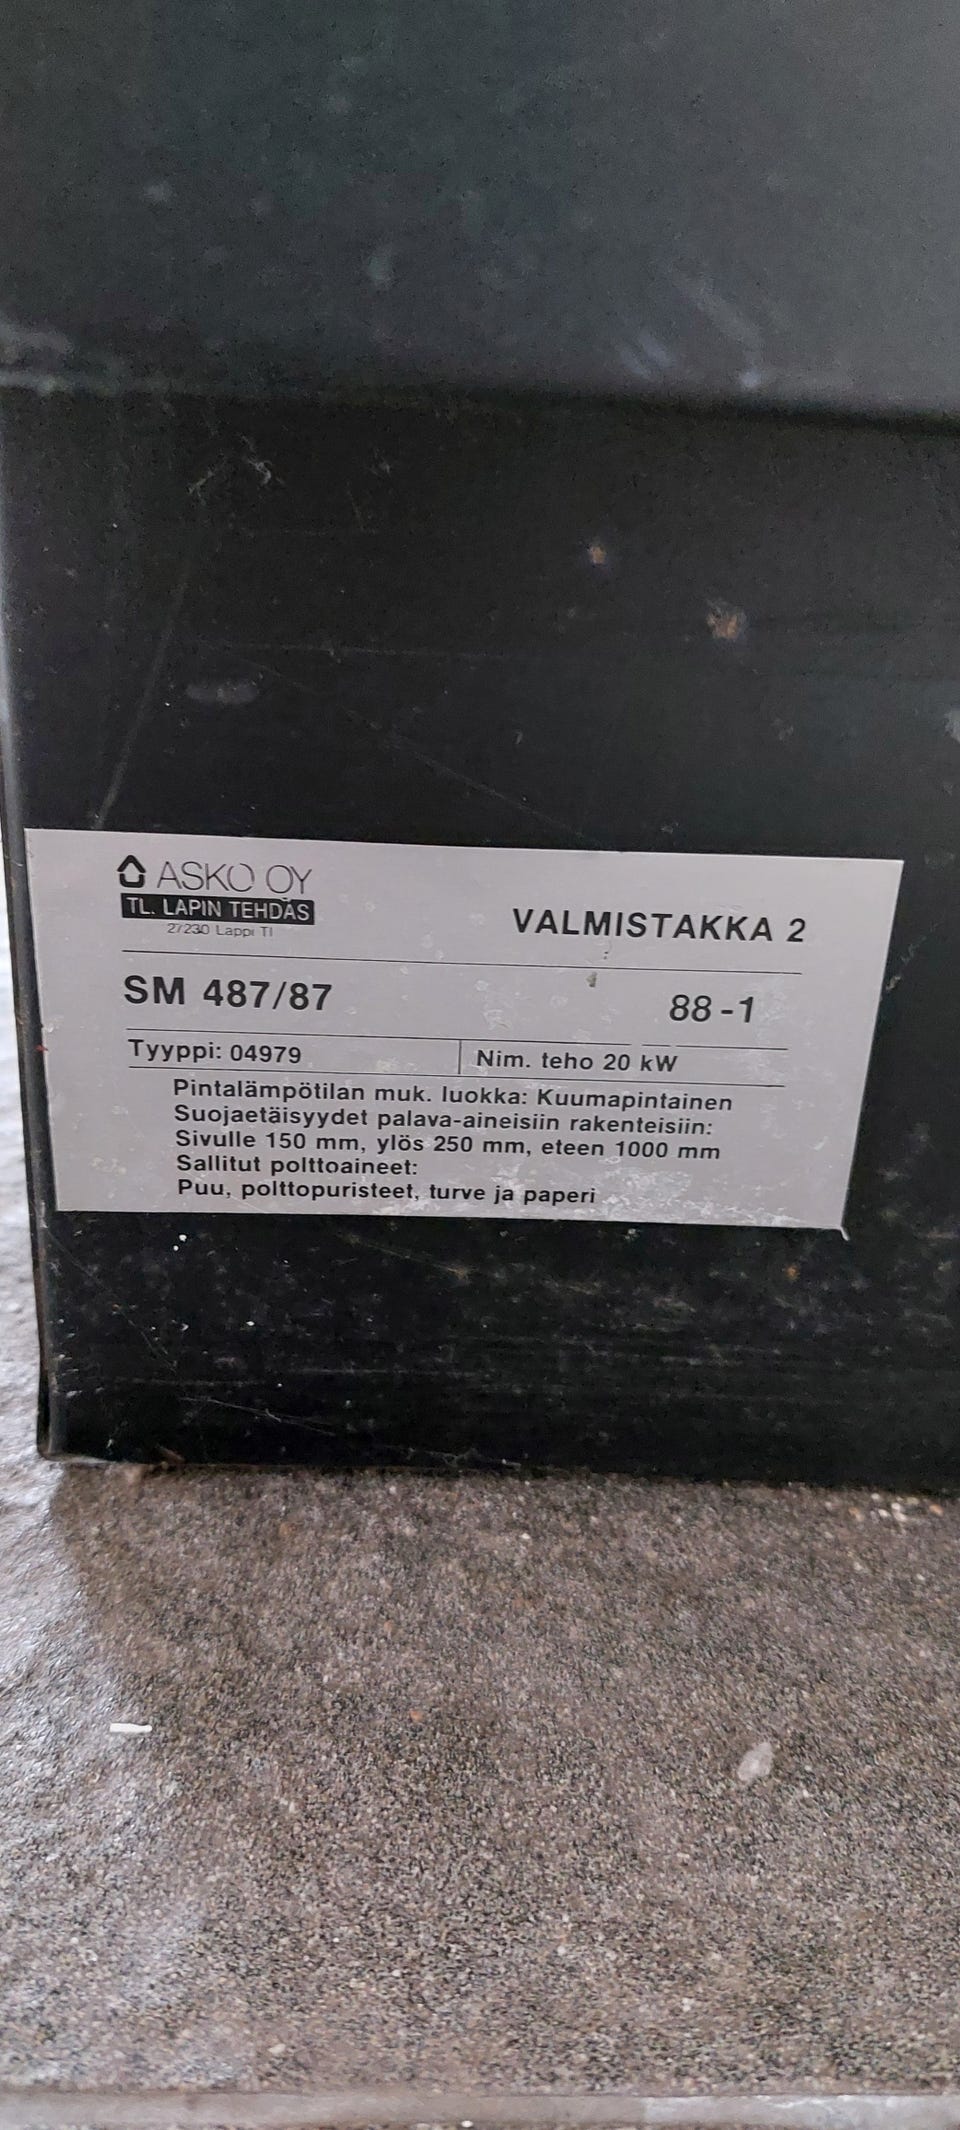 ASKO OY
TL. LAPIN TEHDAS
27230 Lappi Tl
VALMISTAKKA 2
SM 487/87 88-1
Tyyppi: 04979 Nim. teho 20 kW
Pintalämpötilan muk. luokka: Kuumapintainen
Suojaetäisyydet palava-aineisiin rakenteisiin:
Sivulle 150 mm, ylös 250 mm, eteen 1000 mm
Sallitut polttoaineet:
Puu, polttopuristeet, turve ja paperi